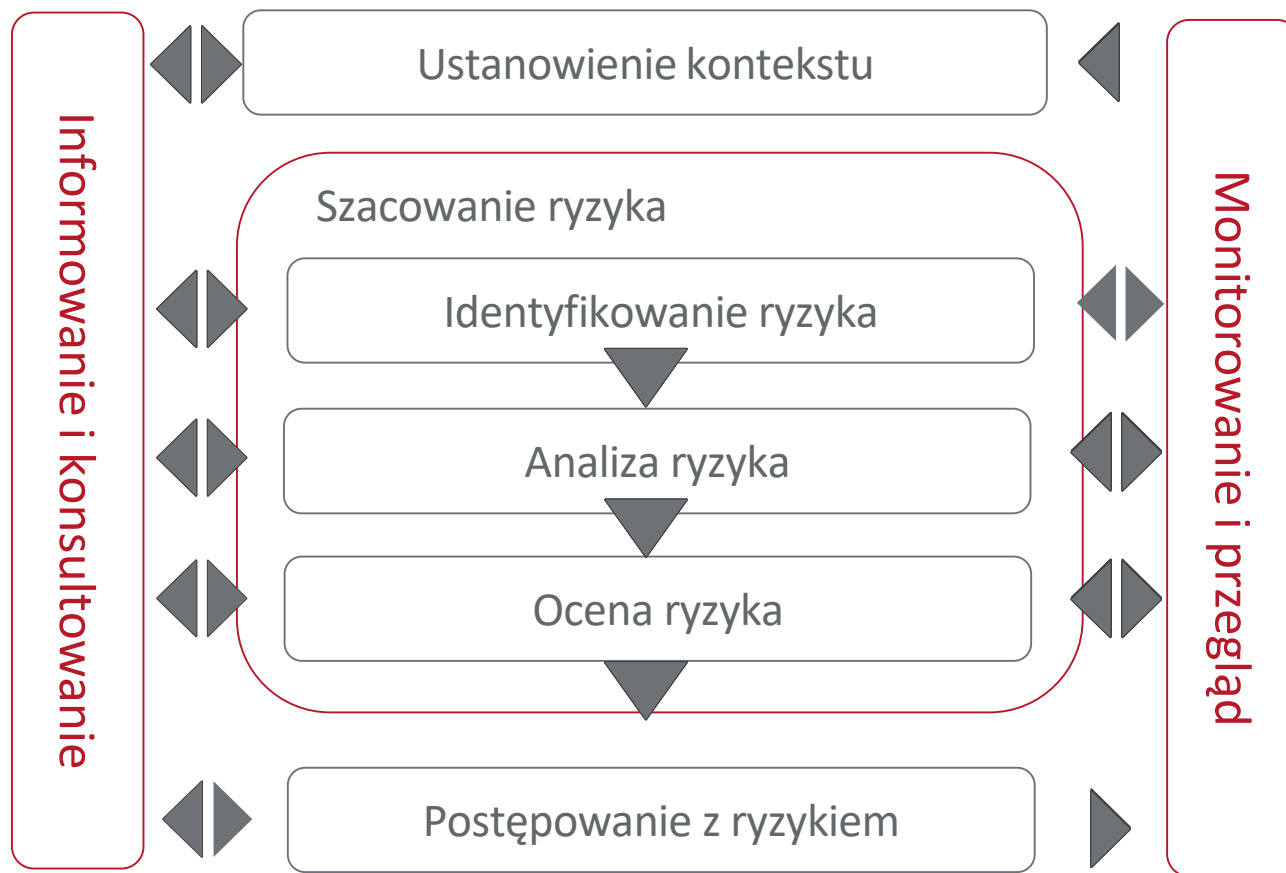 Informowanie i konsultowanie
Ustanowienie kontekstu
Szacowanie ryzyka
Identyfikowanie ryzyka
Analiza ryzyka
Ocena ryzyka
Postępowanie z ryzykiem
Monitorowanie i przegląd